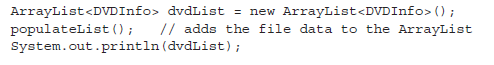 ArrayList<DVDInfo> dvdList = new ArrayList<DVDInfo>();
populateList();   // adds the file data to the ArrayList
System.out.println(dvdList);